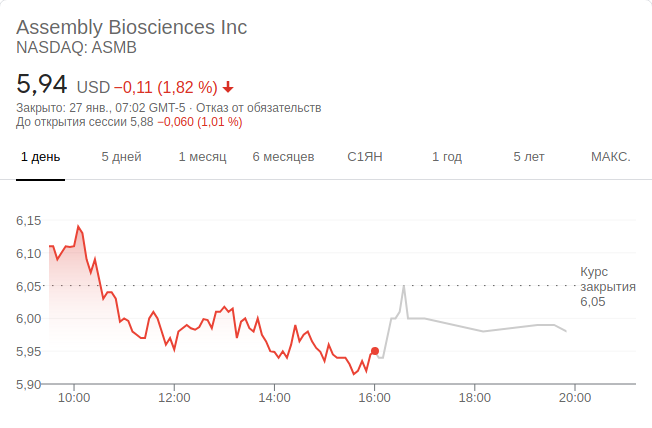 Assembly Biosciences Inc
NASDAQ: ASMB
5,94 USD −0,11 (1,82 %)
Закрыто: 27 янв., 07:02 GMT-5 · Отказ от обязательств
До открытия сессии 5,88 −0,060 (1,01 %)
1 день 5 дней 1 месяц 6 месяцев С1ЯН 1 год 5 лет МАКС.
6,15
6,10
6,05
6,00
5,95
5,90
Курс
закрытия
6,05
10:00 12:00 14:00 16:00 18:00 20:00